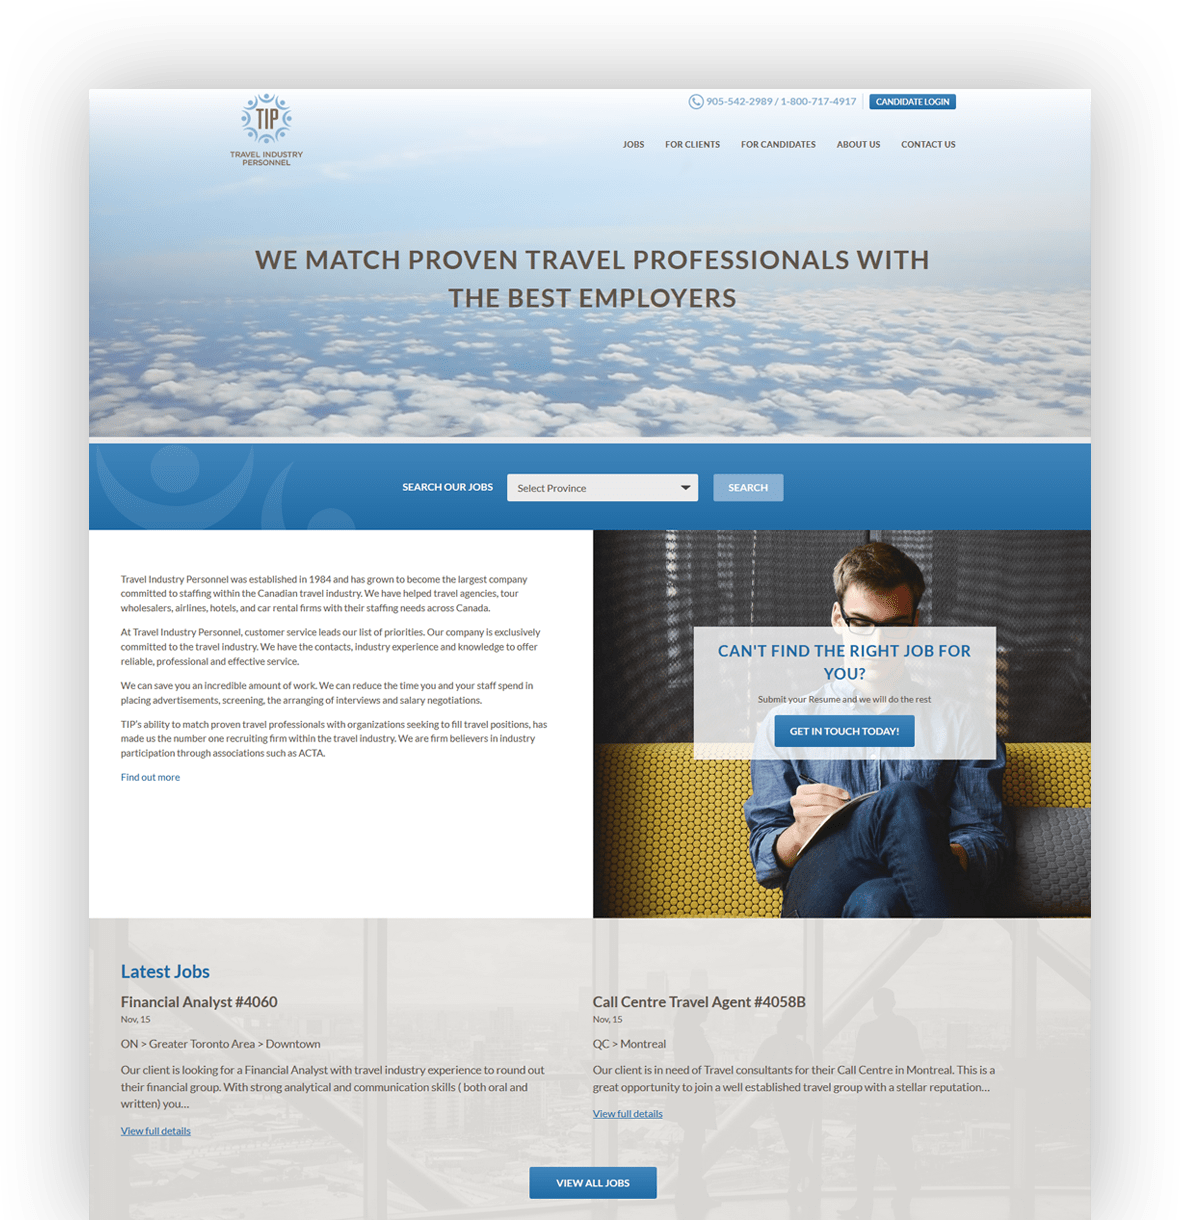 TIP
TRAVEL INDUSTRY
PERSONNEL
905-542-2989 / 1-800-717-4917
CANDIDATE LOGIN
JOBS
FOR CLIENTS
FOR CANDIDATES
ABOUT US
CONTACT US
WE MATCH PROVEN TRAVEL PROFESSIONALS WITH
THE BEST EMPLOYERS
SEARCH OUR JOBS
Select Province
SEARCH
Travel Industry Personnel was established in 1984 and has grown to become the largest company
committed to staffing within the Canadian travel industry. We have helped travel agencies, tour
wholesalers, airlines, hotels, and car rental firms with their staffing needs across Canada.
At Travel Industry Personnel, customer service leads our list of priorities. Our company is exclusively
committed to the travel industry. We have the contacts, industry experience and knowledge to offer
reliable, professional and effective service.
We can save you an incredible amount of work. We can reduce the time you and your staff spend in
placing advertisements, screening, the arranging of interviews and salary negotiations.
TIP's ability to match proven travel professionals with organizations seeking to fill travel positions, has
made us the number one recruiting firm within the travel industry. We are firm believers in industry
participation through associations such as ACTA.
Find out more
CAN'T FIND THE RIGHT JOB FOR
YOU?
Submit your Resume and we will do the rest
GET IN TOUCH TODAY!
Latest Jobs
Financial Analyst #4060
Nov, 15
ON > Greater Toronto Area > Downtown
Our client is looking for a Financial Analyst with travel industry experience to round out
their financial group. With strong analytical and communication skills ( both oral and
written) you...
View full details
Call Centre Travel Agent #4058B
Nov, 15
QC > Montreal
Our client is in need of Travel consultants for their Call Centre in Montreal. This is a
great opportunity to join a well established travel group with a stellar reputation...
View full details
VIEW ALL JOBS